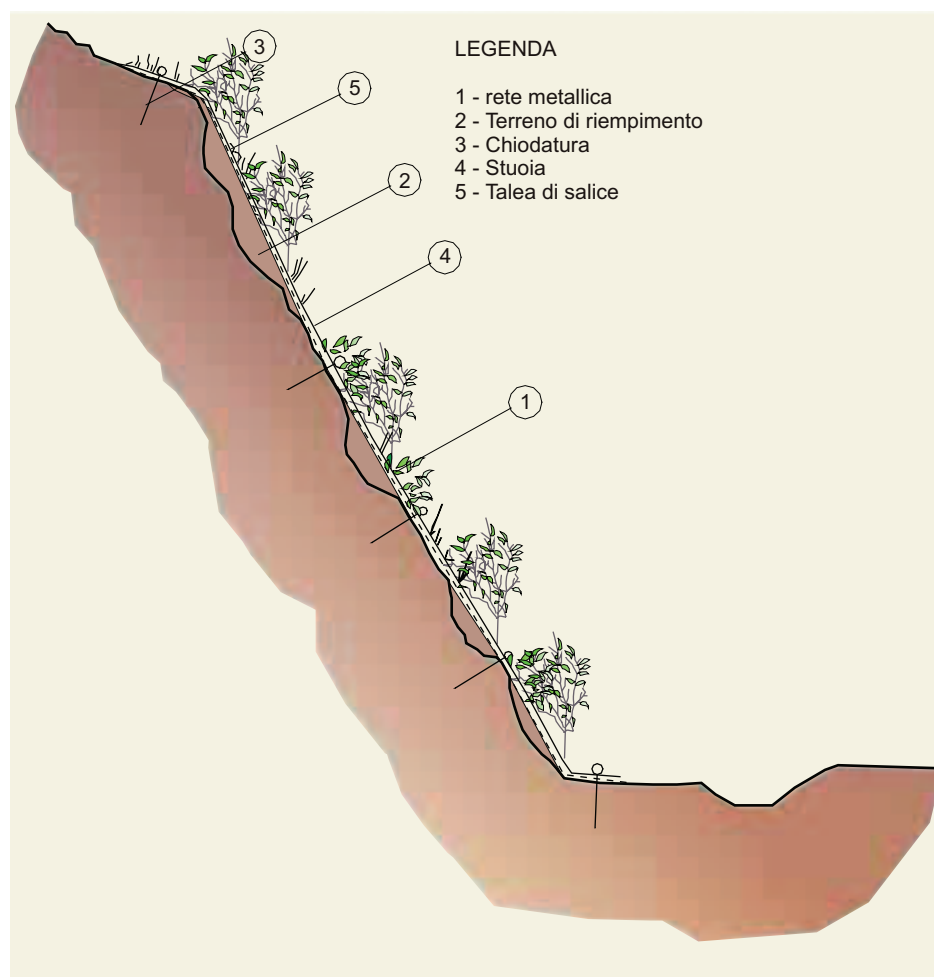 LEGENDA
1 - rete metallica
2 - Terreno di riempimento
3 - Chiodatura
4 - Stuoia
5 - Talea di salice
3
5
2
4
1